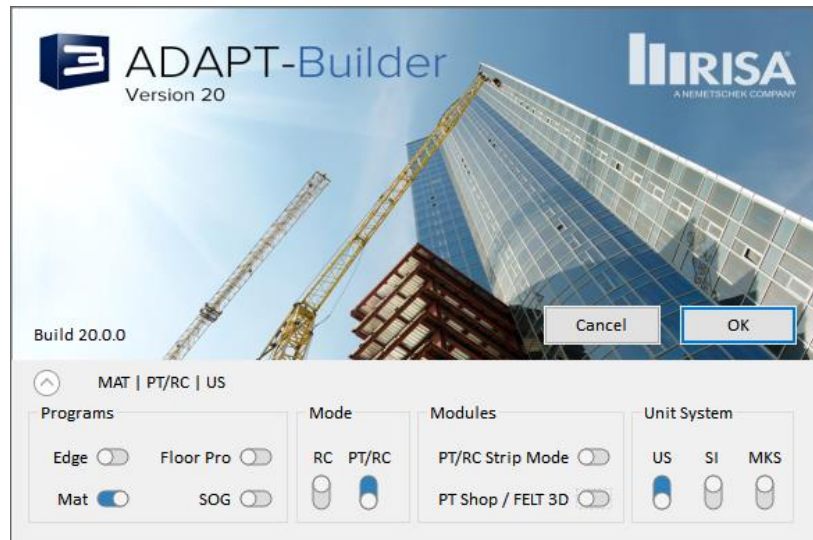 ADAPT-Builder
Version 20
RISA
A NEMETSCHEK COMPANY
Build 20.0.0
Cancel
OK
MAT | PT/RC | US
Programs
Edge
Floor Pro
Mat
SOG
Mode
RC
PT/RC
Modules
PT/RC Strip Mode
PT Shop / FELT 3D
Unit System
US
SI
MKS